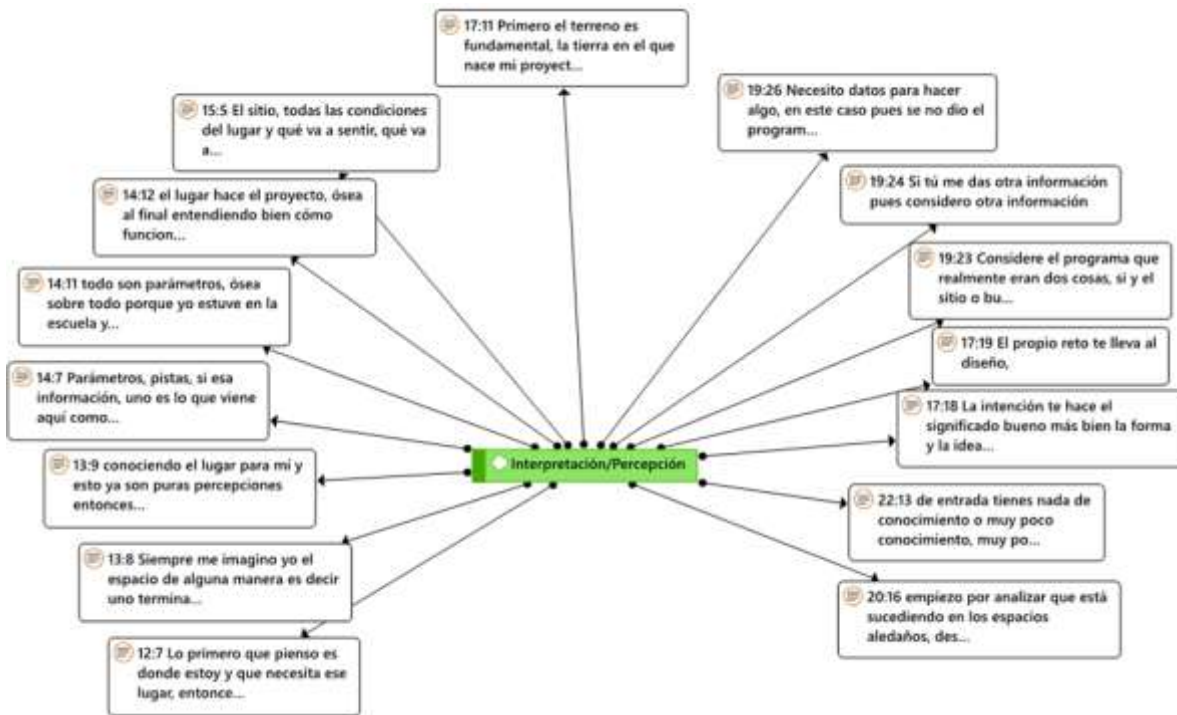 17:11 Primero el terreno es
fundamental, la tierra en el que
nace mi proyect...
19:26 Necesito datos para hacer
algo, en este caso pues se no dio el
program...
15:5 El sitio, todas las condiciones
del lugar y qué va a sentir, qué va
a...
19:24 Si tú me das otra información
pues considero otra información
14:12 el lugar hace el proyecto, ósea
al final entendiendo bien cómo
funcion...
19:23 Considere el programa que
realmente eran dos cosas, si y el
sitio o bu...
14:11 todo son parámetros, ósea
sobre todo porque yo estuve en la
escuela y...
17:19 El propio reto te lleva al
diseño,
14:7 Parámetros, pistas, si esa
información, uno es lo que viene
aquí como...
17:18 La intención te hace el
significado bueno más bien la forma
y la idea...
Interpretación/Percepción
13:9 conociendo el lugar para mí y
esto ya son puras percepciones
entonces...
22:13 de entrada tienes nada de
conocimiento o muy poco
conocimiento, muy po...
13:8 Siempre me imagino yo el
espacio de alguna manera es decir
uno termina...
20:16 empiezo por analizar que está
sucediendo en los espacios
aledaños, des...
12:7 Lo primero que pienso es
donde estoy y que necesita ese
lugar, entonce...